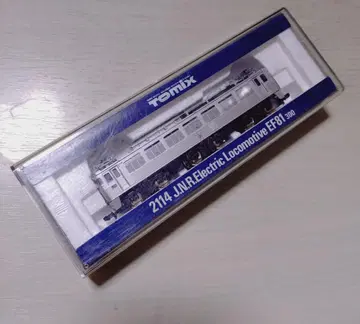 TOMIX
2114 J.N.R.Electric Locomotive EF81 300